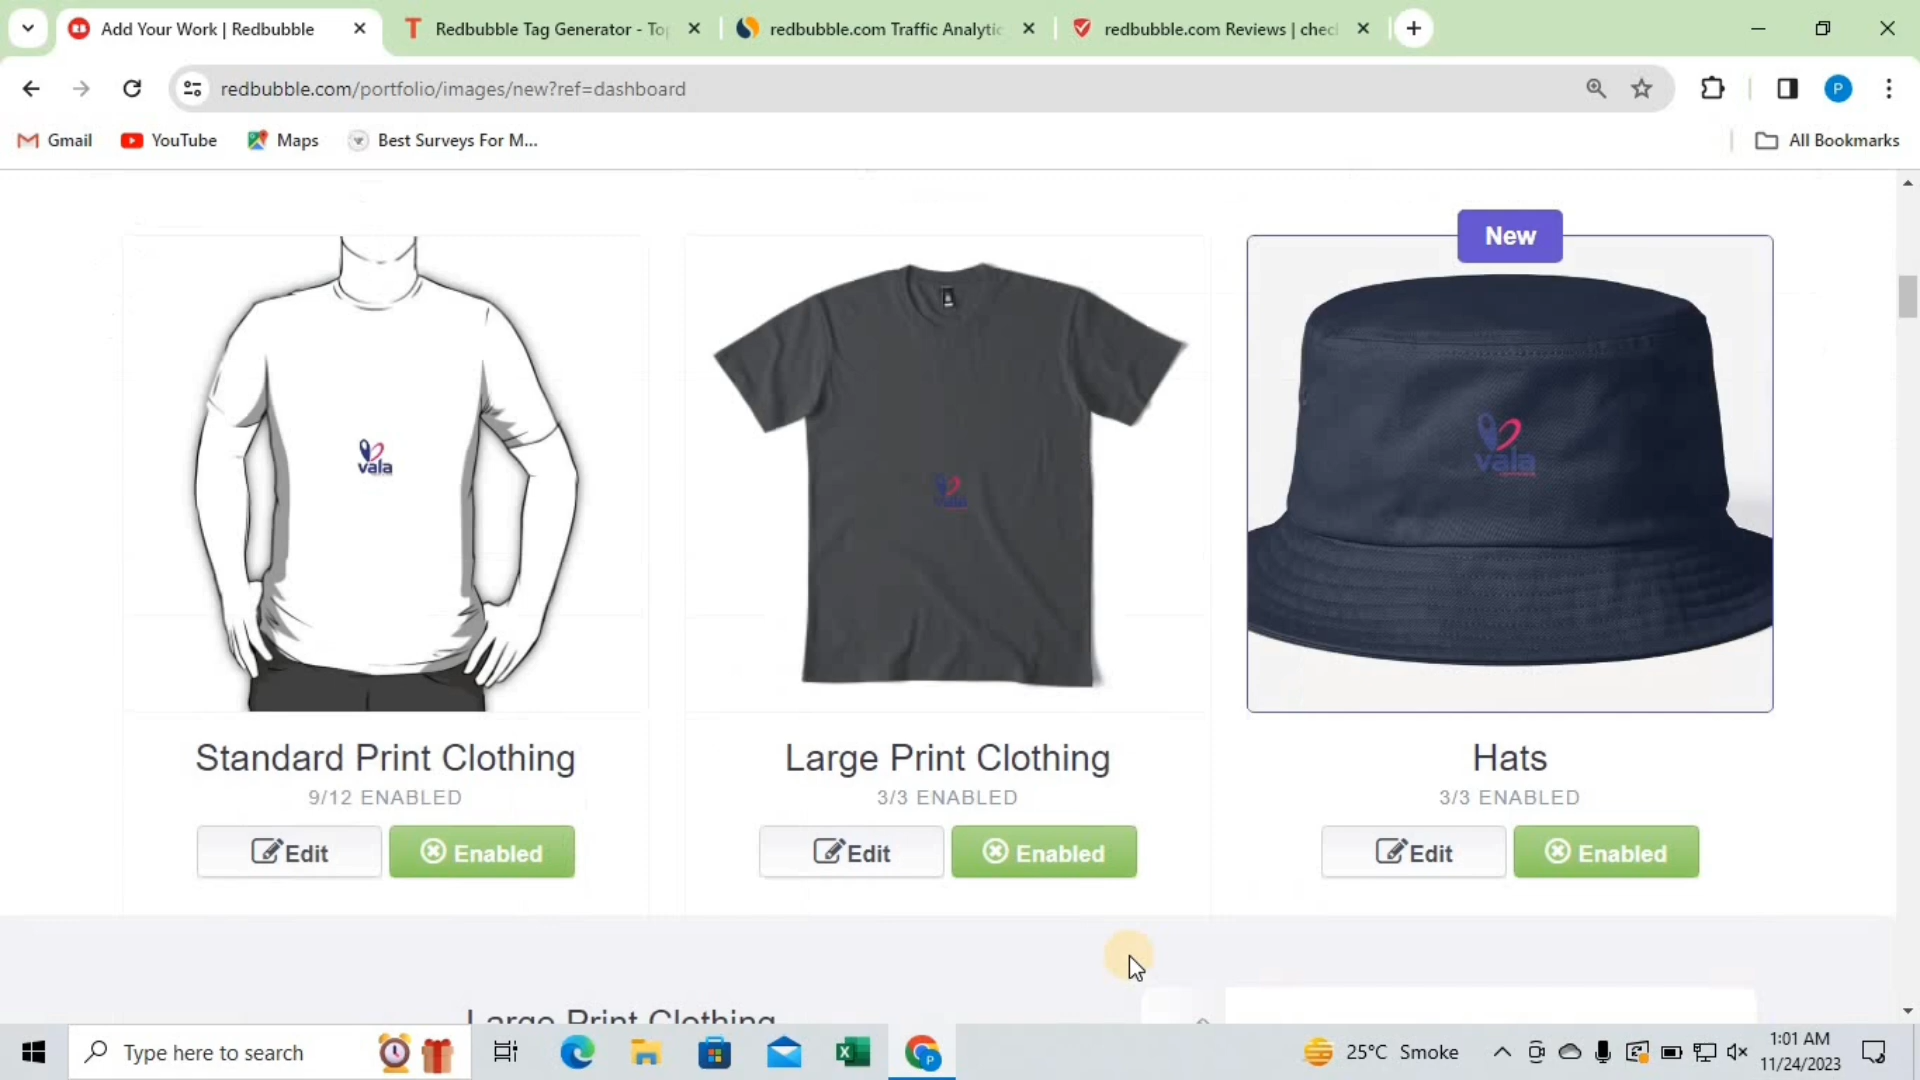 Add Your Work | Redbubble
Redbubble Tag Generator - To
redbubble.com Traffic Analytic
redbubble.com Reviews | chec
redbubble.com/portfolio/images/new?ref=dashboard
P
Gmail
YouTube
Maps
Best Surveys For M...
All Bookmarks
New
vala
vala
vala
Standard Print Clothing
Large Print Clothing
Hats
9/12 ENABLED
3/3 ENABLED
3/3 ENABLED
Edit
Enabled
Edit
Enabled
Edit
Enabled
Large Print Clothing
Type here to search
25°C Smoke
1:01 AM
11/24/2023